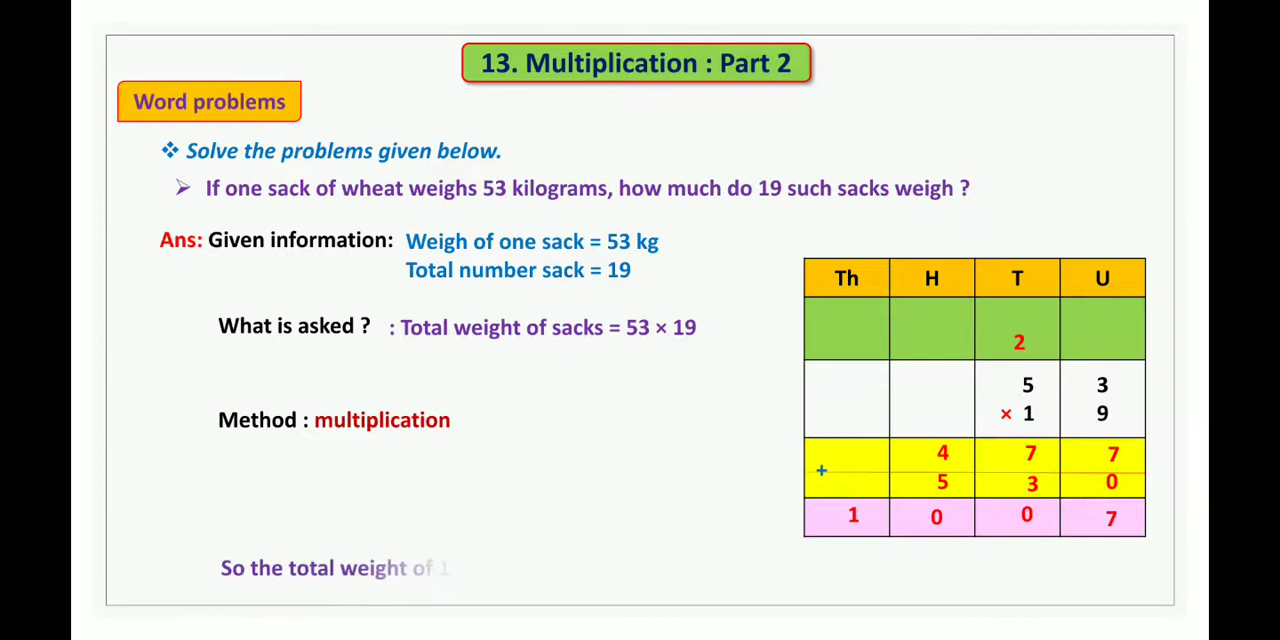 13. Multiplication : Part 2
Word problems
❖ Solve the problems given below.
➢ If one sack of wheat weighs 53 kilograms, how much do 19 such sacks weigh ?
Ans: Given information: Weigh of one sack = 53 kg
Total number sack = 19
What is asked ? : Total weight of sacks = 53 × 19
Method : multiplication
So the total weight of 1
Th H T U
2
5 3
× 1 9
4 7 7
+ 5 3 0
1 0 0 7